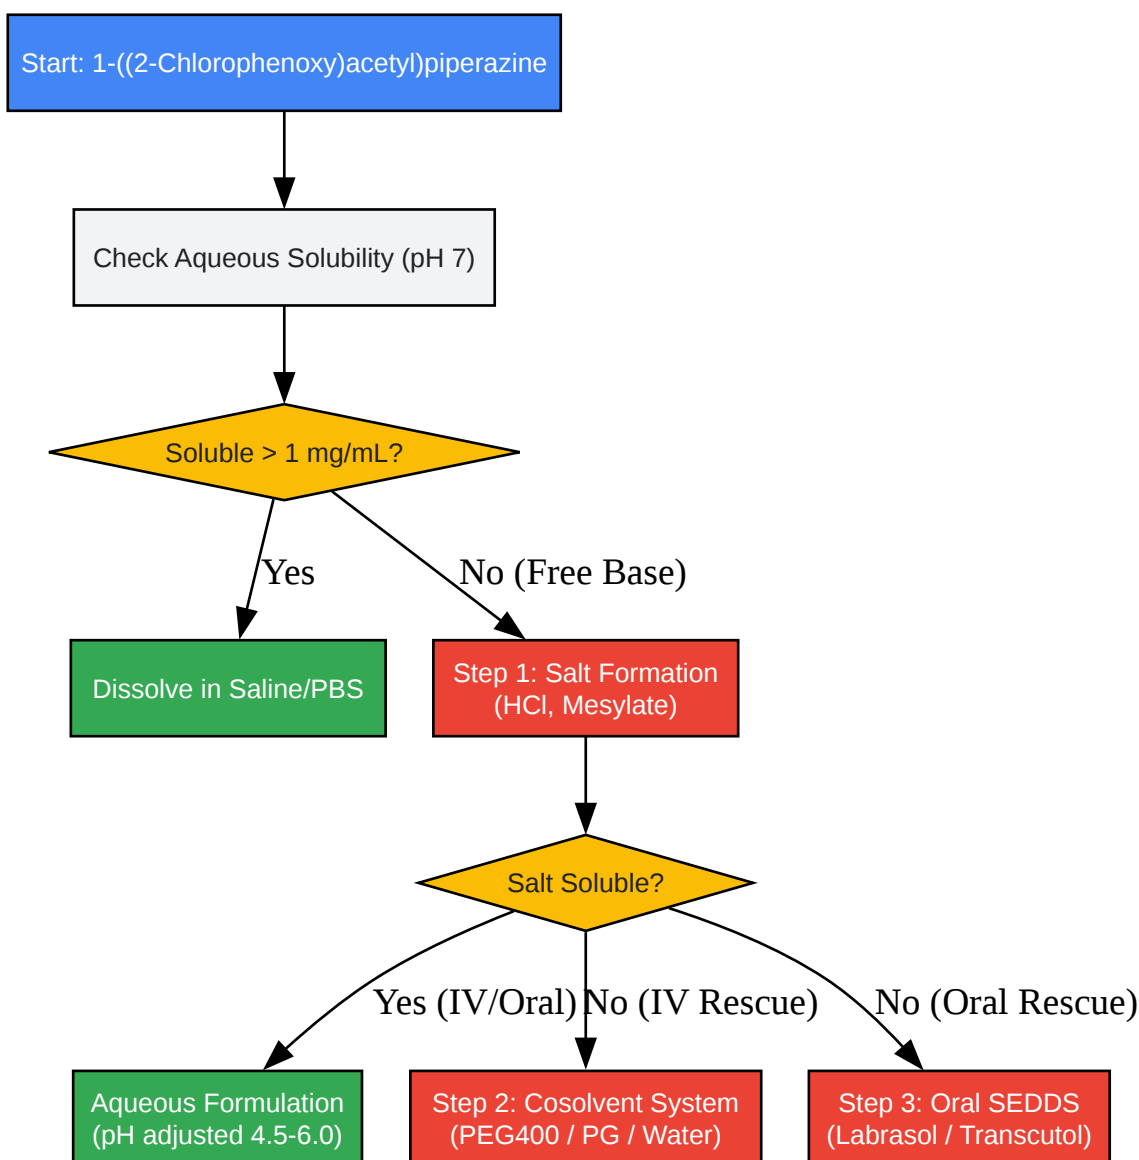 Start: 1-((2-Chlorophenoxy)acetyl)piperazine
Check Aqueous Solubility (pH 7)
Soluble > 1 mg/mL?
Yes
No (Free Base)
Dissolve in Saline/PBS
Step 1: Salt Formation
(HCl, Mesylate)
Salt Soluble?
Yes (IV/Oral)
No (IV Rescue)
No (Oral Rescue)
Aqueous Formulation
(pH adjusted 4.5-6.0)
Step 2: Cosolvent System
(PEG400 / PG / Water)
Step 3: Oral SEDDS
(Labrasol / Transcutol)